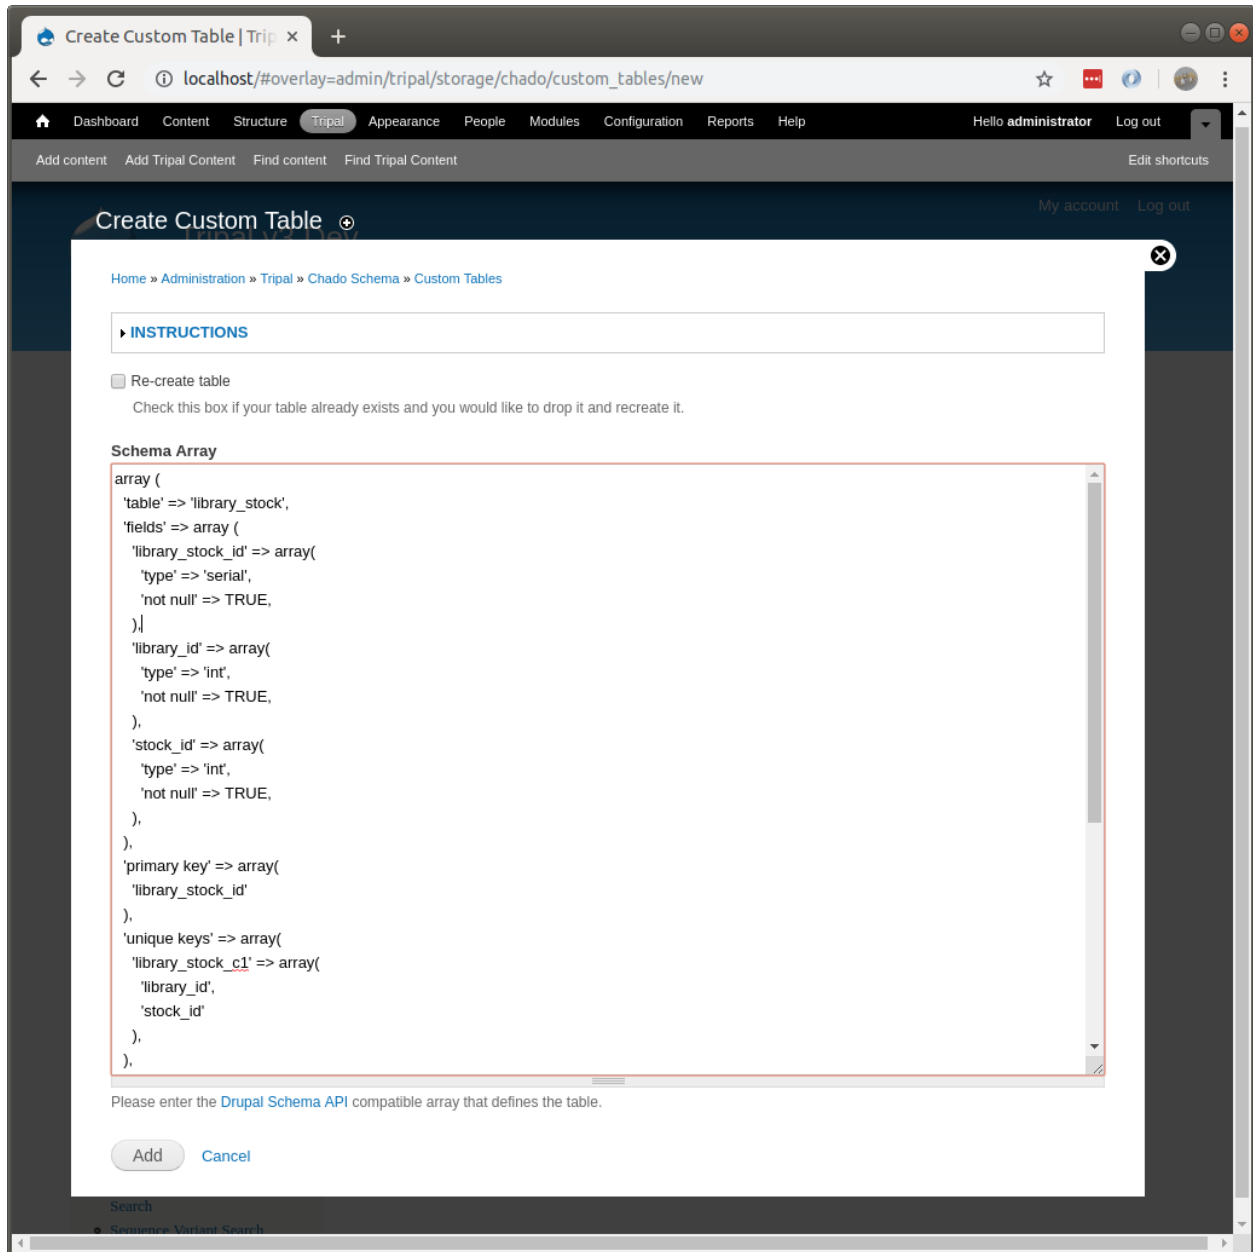 Create Custom Table | Trip
localhost/#overlay=admin/tripal/storage/chado/custom_tables/new
Dashboard Content Structure Tripal Appearance People Modules Configuration Reports Help Hello administrator Log out
Add content Add Tripal Content Find content Find Tripal Content Edit shortcuts
My account Log out
Create Custom Table
Tripal v3 Dev
Home » Administration » Tripal » Chado Schema » Custom Tables
INSTRUCTIONS
Re-create table
Check this box if your table already exists and you would like to drop it and recreate it.
Schema Array
array (
'table' => 'library_stock',
'fields' => array (
'library_stock_id' => array(
'type' => 'serial',
'not null' => TRUE,
),
'library_id' => array(
'type' => 'int',
'not null' => TRUE,
),
'stock_id' => array(
'type' => 'int',
'not null' => TRUE,
),
),
'primary key' => array(
'library_stock_id'
),
'unique keys' => array(
'library_stock_c1' => array(
'library_id',
'stock_id'
),
),
Please enter the Drupal Schema API compatible array that defines the table.
Add Cancel
Search
Sequence Variant Search